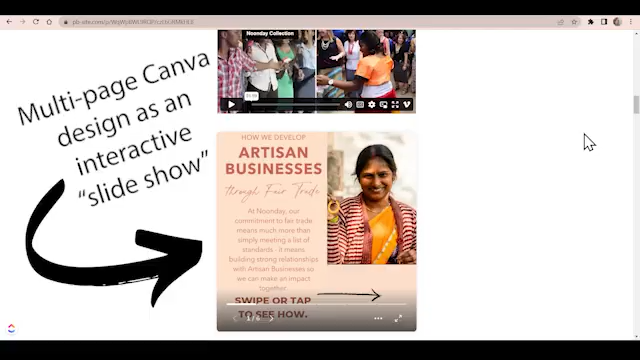 Noonday Collection
Multi-page Canva
design as an
interactive
“slide show”
HOW WE DEVELOP
ARTISAN
BUSINESSES
through Fair Trade
At Noonday, our
commitment to fair trade
means much more than
simply meeting a list of
standards - it means
building strong relationships
with Artisan Businesses so
we can make an impact
together.
SWIPE OR TAP
TO SEE HOW.